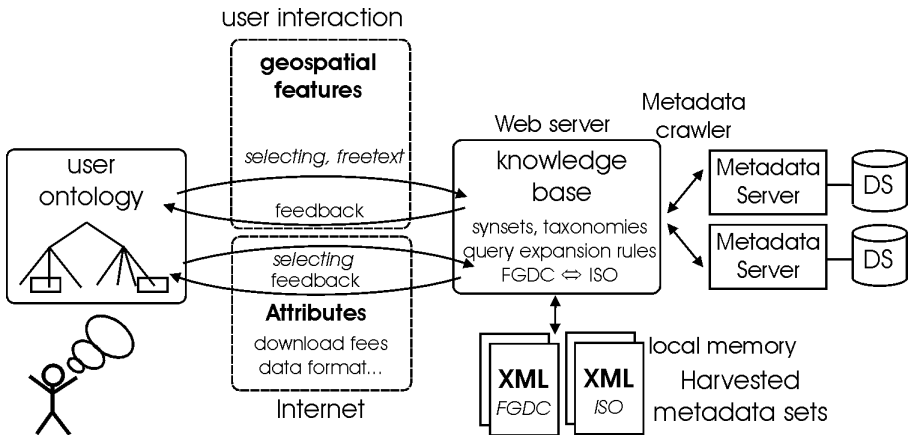 user interaction
geospatial
features
selecting, freetext
feedback
user
ontology
selecting
feedback
Attributes
download fees
data format...
Internet
Web server
knowledge
base
synsets, taxonomies
query expansion rules
FGDC ⇔ ISO
Metadata
crawler
Metadata
Server
DS
Metadata
Server
DS
XML
FGDC
XML
ISO
local memory
Harvested
metadata sets